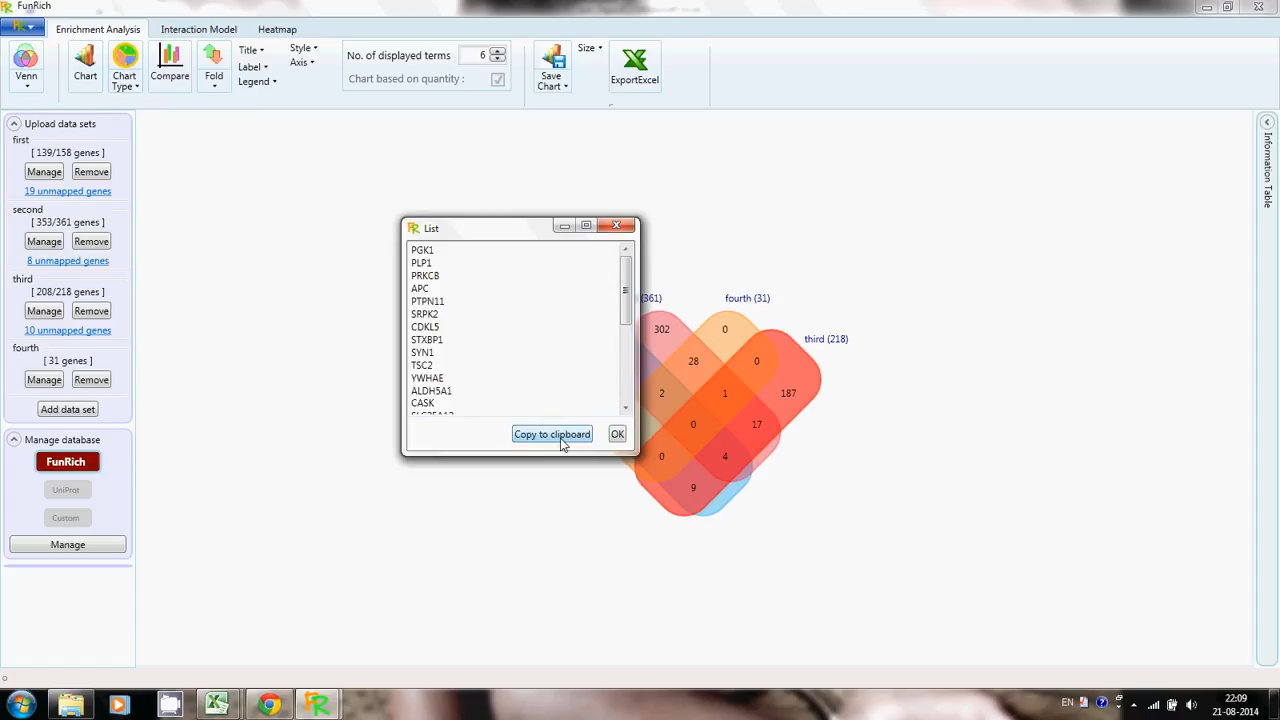 FunRich
Enrichment Analysis
Interaction Model
Heatmap
Venn
Chart
Chart Type
Compare
Fold
Title
Label
Legend
Style
Axis
No. of displayed terms 6
Chart based on quantity :
Save Chart
Size
ExportExcel
Upload data sets
first
[ 139/158 genes ]
Manage Remove
19 unmapped genes
second
[ 353/361 genes ]
Manage Remove
8 unmapped genes
third
[ 208/218 genes ]
Manage Remove
10 unmapped genes
fourth
[ 31 genes ]
Manage Remove
Add data set
Manage database
FunRich
UniProt
Custom
Manage
List
PGK1
PLP1
PRKCB
APC
PTPN11
SRPK2
CDKL5
STXBP1
SYN1
TSC2
YWHAE
ALDH5A1
CASK
Copy to clipboard OK
(361)
fourth (31)
third (218)
302
0
28
0
2
1
187
0
17
0
4
9
Information Table
EN
22:09
21-08-2014